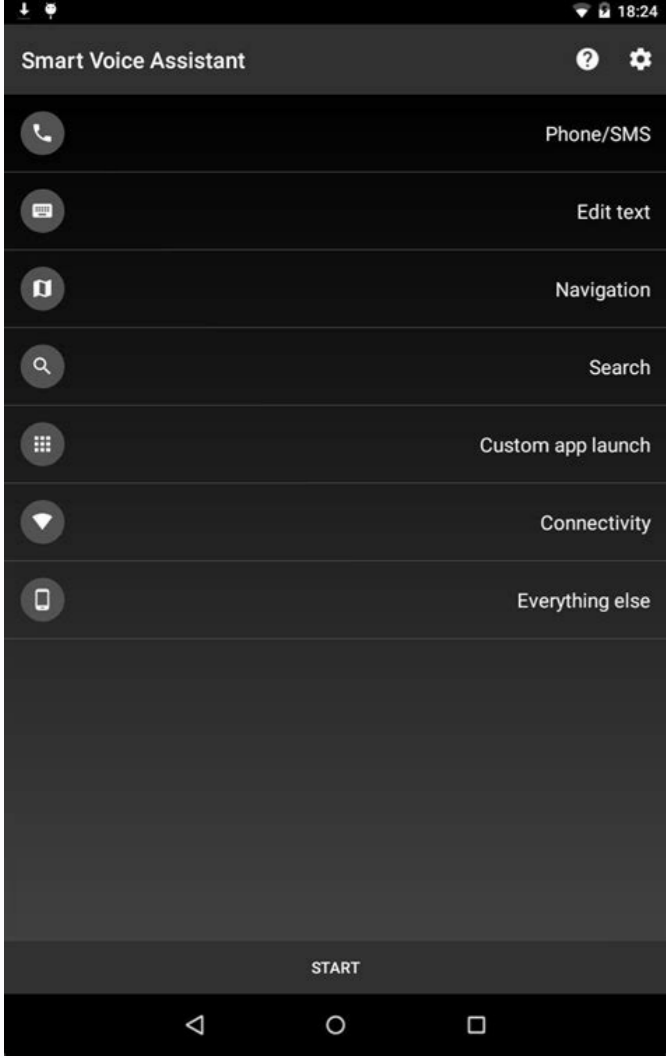 18:24
Smart Voice Assistant
Phone/SMS
Edit text
Navigation
Search
Custom app launch
Connectivity
Everything else
START